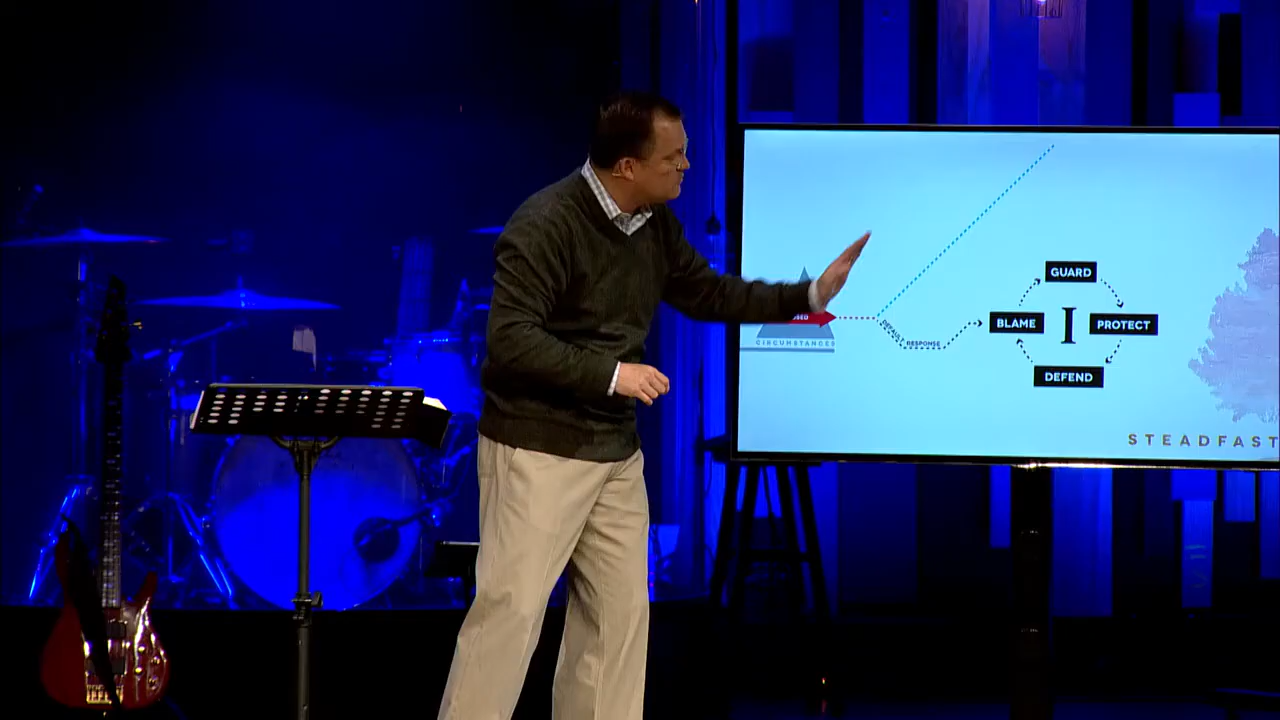 GUARD
BLAME
I
PROTECT
RESPONSE
CIRCUMSTANCES
DEFEND
STEADFAST